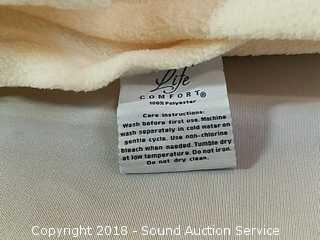 Life
COMFORT®
100% Polyester
Care Instructions:
Wash before first use. Machine
wash separately in cold water on
gentle cycle. Use non-chlorine
bleach when needed. Tumble dry
at low temperature. Do not iron.
Do not dry clean.
Copyright 2018 - Sound Auction Service